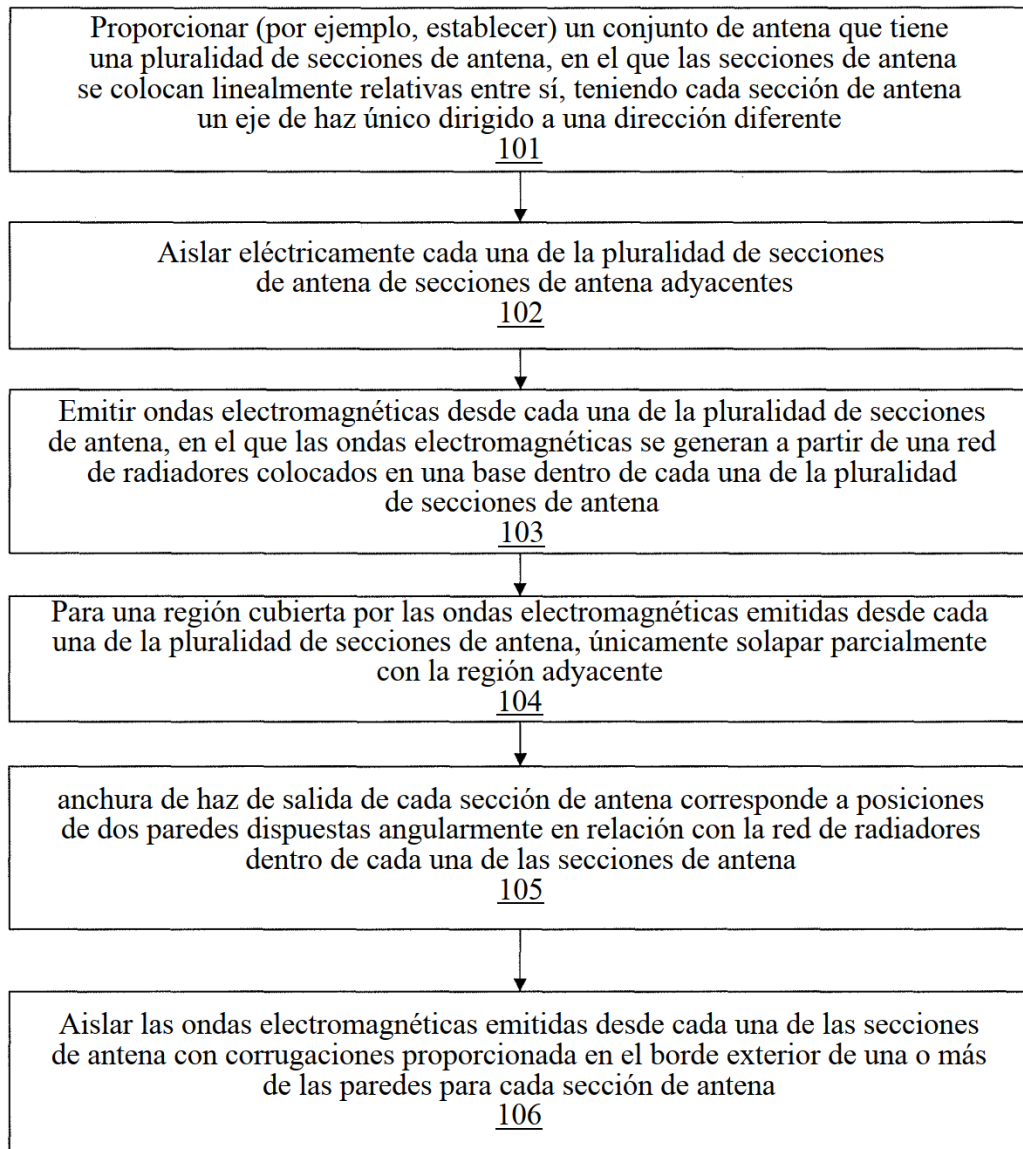 Proporcionar (por ejemplo, establecer) un conjunto de antena que tiene
una pluralidad de secciones de antena, en el que las secciones de antena
se colocan linealmente relativas entre sí, teniendo cada sección de antena
un eje de haz único dirigido a una dirección diferente
101
Aislar eléctricamente cada una de la pluralidad de secciones
de antena de secciones de antena adyacentes
102
Emitir ondas electromagnéticas desde cada una de la pluralidad de secciones
de antena, en el que las ondas electromagnéticas se generan a partir de una red
de radiadores colocados en una base dentro de cada una de la pluralidad
de secciones de antena
103
Para una región cubierta por las ondas electromagnéticas emitidas desde cada
una de la pluralidad de secciones de antena, únicamente solapar parcialmente
con la región adyacente
104
anchura de haz de salida de cada sección de antena corresponde a posiciones
de dos paredes dispuestas angularmente en relación con la red de radiadores
dentro de cada una de las secciones de antena
105
Aislar las ondas electromagnéticas emitidas desde cada una de las secciones
de antena con corrugaciones proporcionada en el borde exterior de una o más
de las paredes para cada sección de antena
106